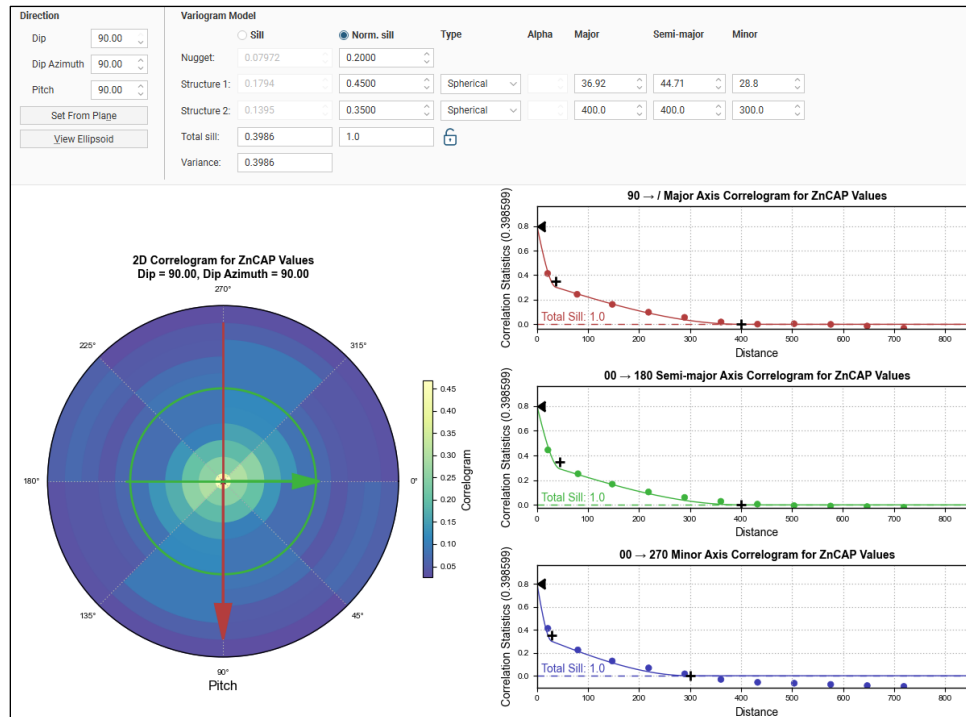 Direction
Dip 90.00
Dip Azimuth 90.00
Pitch 90.00
Set From Plane
View Ellipsoid
Variogram Model
Sill Norm. sill Type Alpha Major Semi-major Minor
Nugget: 0.07972 0.2000
Structure 1: 0.1794 0.4500 Spherical 36.92 44.71 28.8
Structure 2: 0.1395 0.3500 Spherical 400.0 400.0 300.0
Total sill: 0.3986 1.0
Variance: 0.3986
2D Correlogram for ZnCAP Values
Dip = 90.00, Dip Azimuth = 90.00
270°
225° 315°
180° 0°
135° 45°
90°
Pitch
0.45
0.40
0.35
0.30
0.25
0.20
0.15
0.10
0.05
Correlogram
90 → / Major Axis Correlogram for ZnCAP Values
Correlation Statistics (0.398599)
0.8
0.6
0.4
0.2
0.0
Total Sill: 1.0
0 100 200 300 400 500 600 700 800
Distance
00 → 180 Semi-major Axis Correlogram for ZnCAP Values
Correlation Statistics (0.398599)
0.8
0.6
0.4
0.2
0.0
Total Sill: 1.0
0 100 200 300 400 500 600 700 800
Distance
00 → 270 Minor Axis Correlogram for ZnCAP Values
Correlation Statistics (0.398599)
0.8
0.6
0.4
0.2
0.0
Total Sill: 1.0
0 100 200 300 400 500 600 700 800
Distance